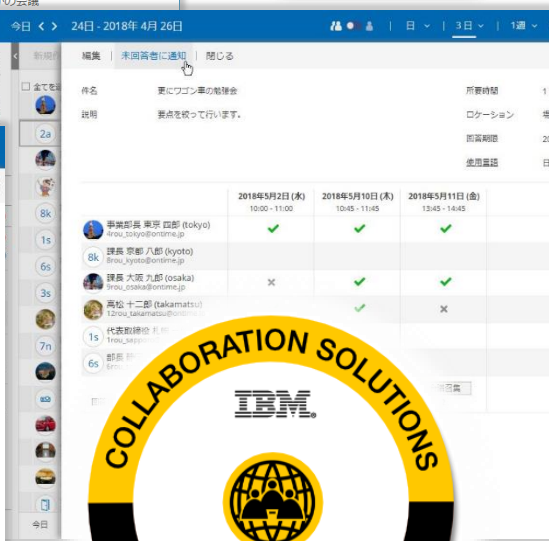 の会議
今日 < > 24日 - 2018年 4月 26日 日 3日 1週
編集 | 未回答者に通知 | 閉じる
件名 更にワゴン車の勉強会 所要時間 1
説明 要点を絞って行います。 ロケーション
回答期限 20
使用言語 日
2018年5月2日 (水) 2018年5月10日 (木) 2018年5月11日 (金)
10:00 - 11:00 10:45 - 11:45 13:45 - 14:45
事業部長 東京 四郎 (tokyo)
4rou_tokyo@ontime.jp
8k 課長 京都 八郎 (kyoto)
8rou_kyoto@ontime.jp
課長 大阪 九郎 (osaka)
9rou_osaka@ontime.jp
高松 十二郎 (takamatsu)
12rou_takamatsu@ontime
1s 代表取締役
6s 部長
2a
8k
1s
6s
3s
7n
今日
COLLABORATION SOLUTIONS
IBM